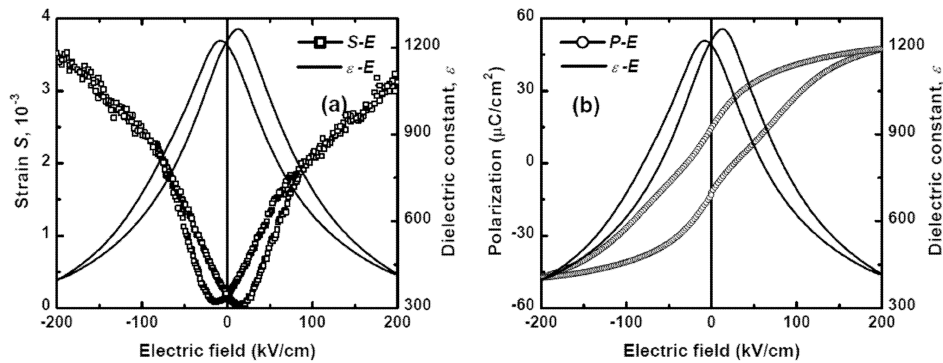 4
3
2
1
0
Strain S, 10⁻³
S-E
ε-E
(a)
1200
900
600
300
Dielectric constant, ε
-200
-100
0
100
200
Electric field (kV/cm)
60
30
0
-30
-60
Polarization (μC/cm²)
P-E
ε-E
(b)
1200
900
600
300
Dielectric constant, ε
-200
-100
0
100
200
Electric field (kV/cm)